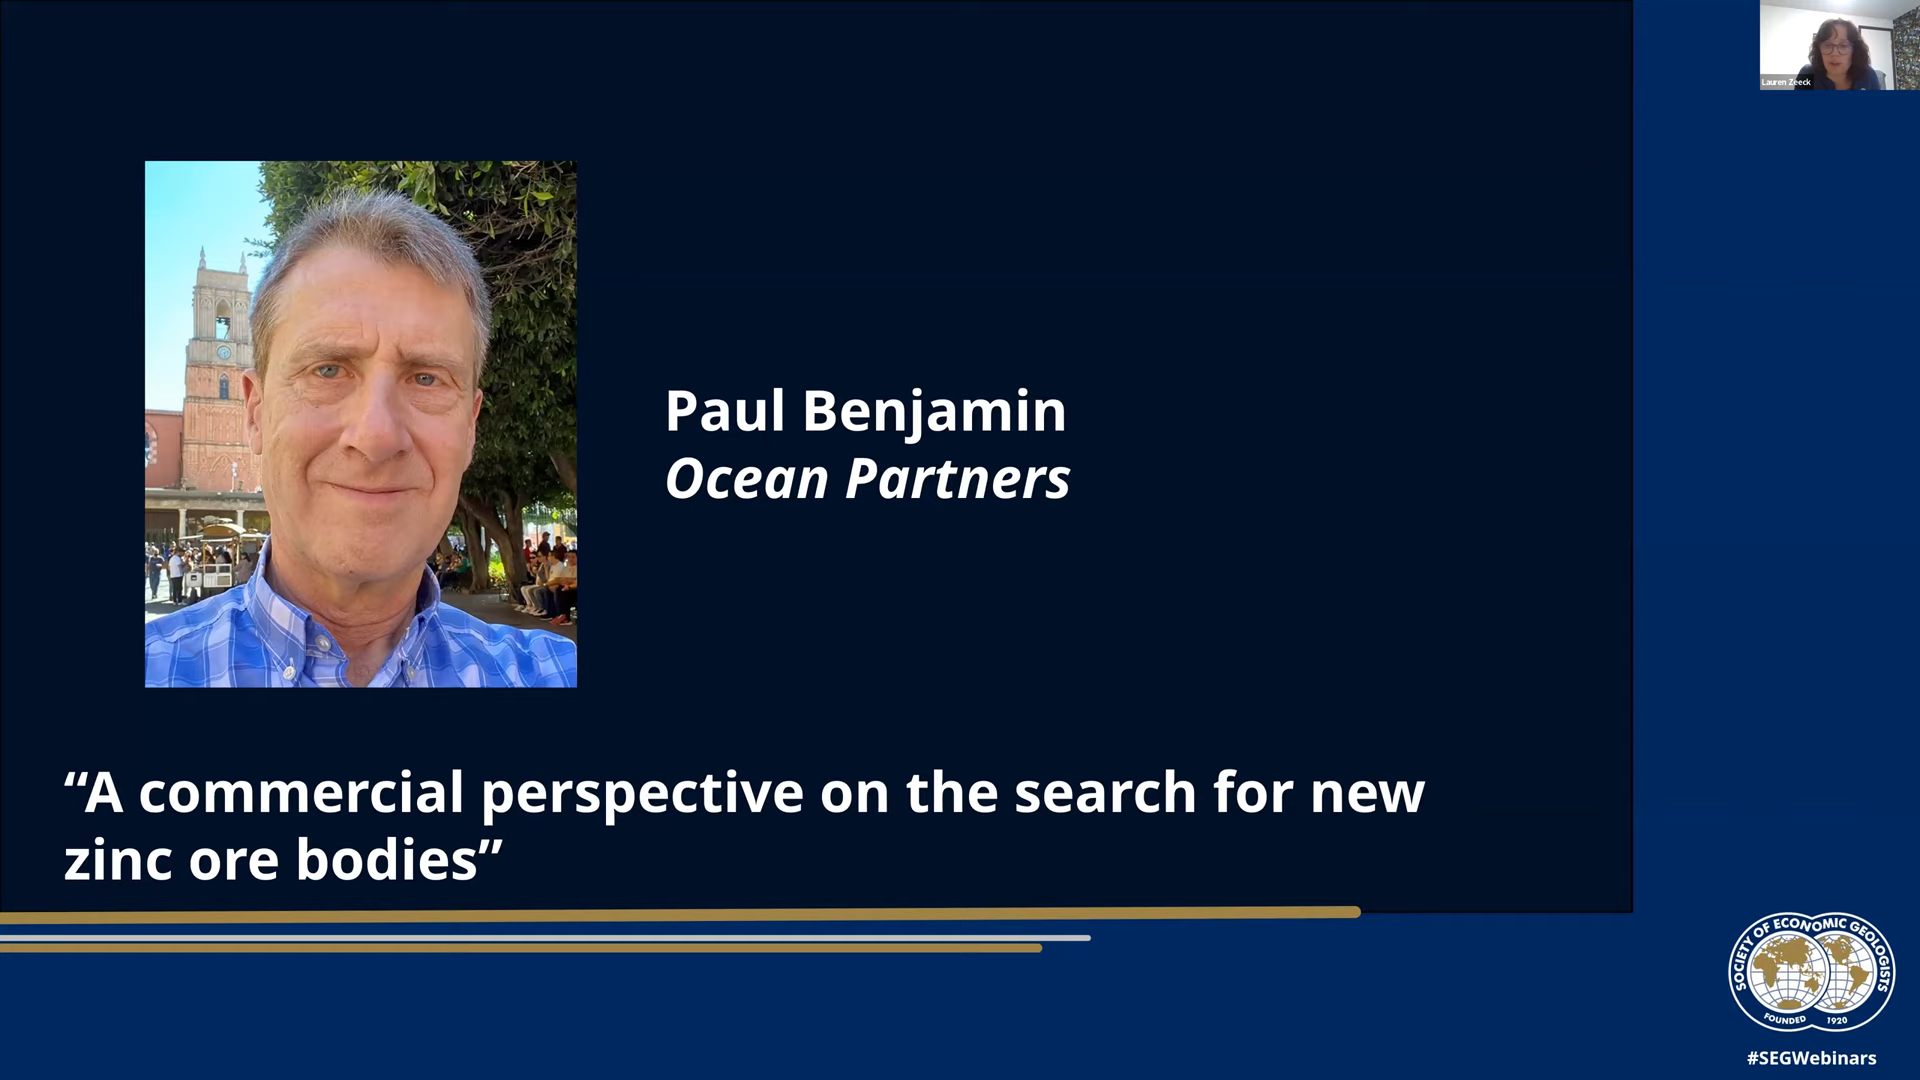 Lauren Zeeck
Paul Benjamin
Ocean Partners
“A commercial perspective on the search for new
zinc ore bodies”
SOCIETY OF ECONOMIC GEOLOGISTS
FOUNDED 1920
#SEGWebinars